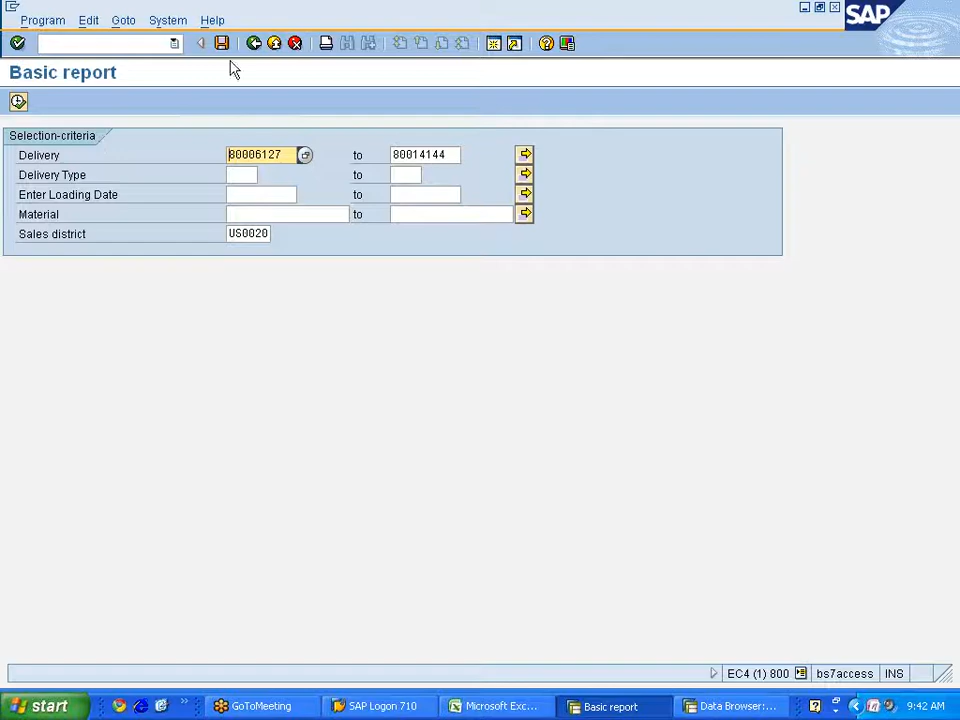 Program Edit Goto System Help
SAP
Basic report
Selection-criteria
Delivery 80006127 to 80014144
Delivery Type to
Enter Loading Date to
Material to
Sales district US0020
EC4 (1) 800 bs7access INS
start GoToMeeting SAP Logon 710 Microsoft Exc... Basic report Data Browser:... 9:42 AM